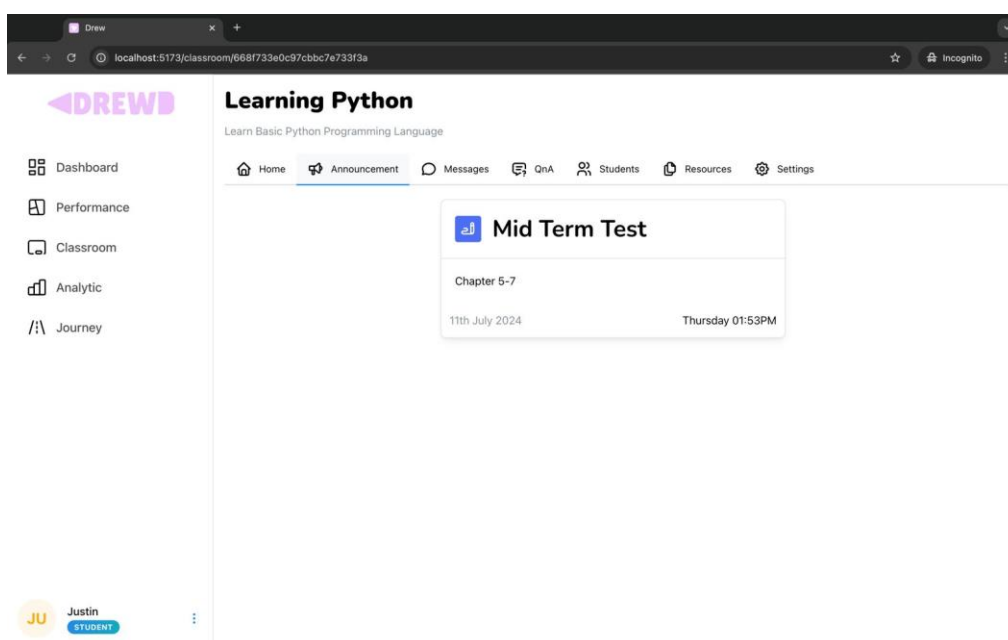 Drew
localhost:5173/classroom/668f733e0c97cbbc7e733f3a
Incognito
DREWD
Learning Python
Learn Basic Python Programming Language
Home Announcement Messages QnA Students Resources Settings
Dashboard
Performance
Classroom
Analytic
Journey
Mid Term Test
Chapter 5-7
11th July 2024 Thursday 01:53PM
JU
Justin
STUDENT